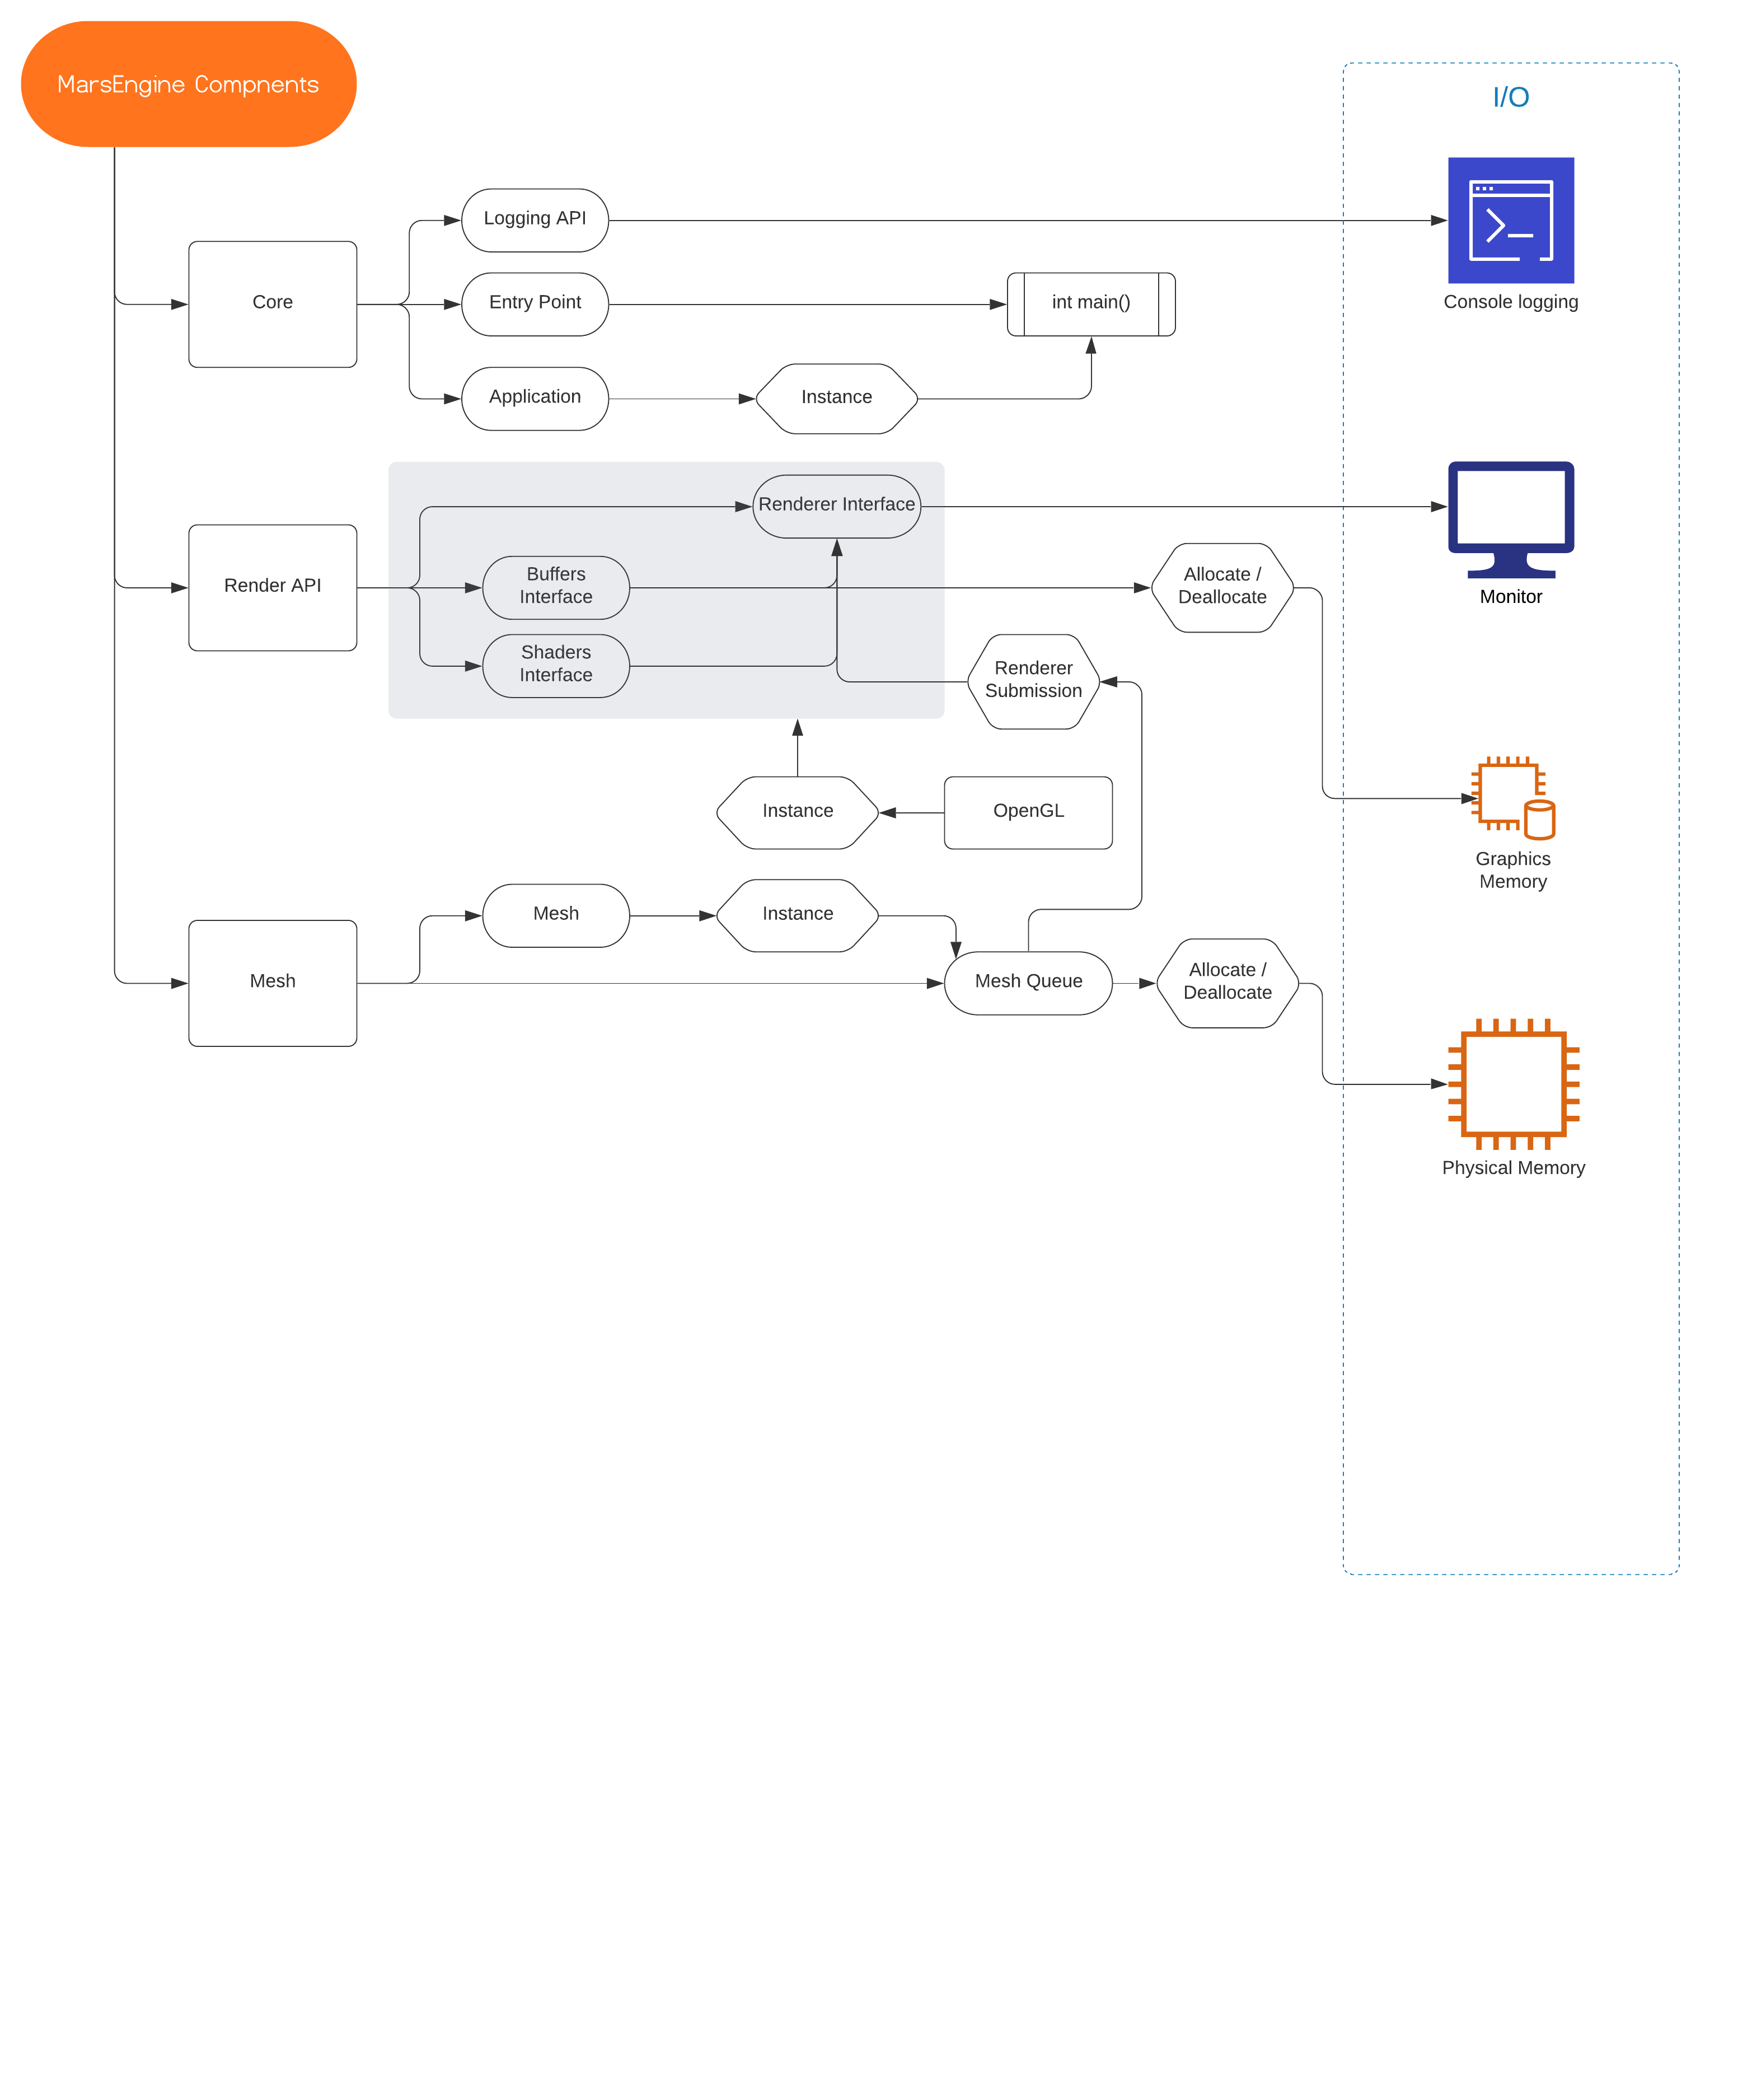 MarsEngine Compnents
I/O
Logging API
Console logging
Core
Entry Point
int main()
Application
Instance
Renderer Interface
Monitor
Render API
Buffers
Interface
Allocate /
Deallocate
Shaders
Interface
Renderer
Submission
Instance
OpenGL
Graphics
Memory
Mesh
Mesh
Instance
Mesh Queue
Allocate /
Deallocate
Physical Memory